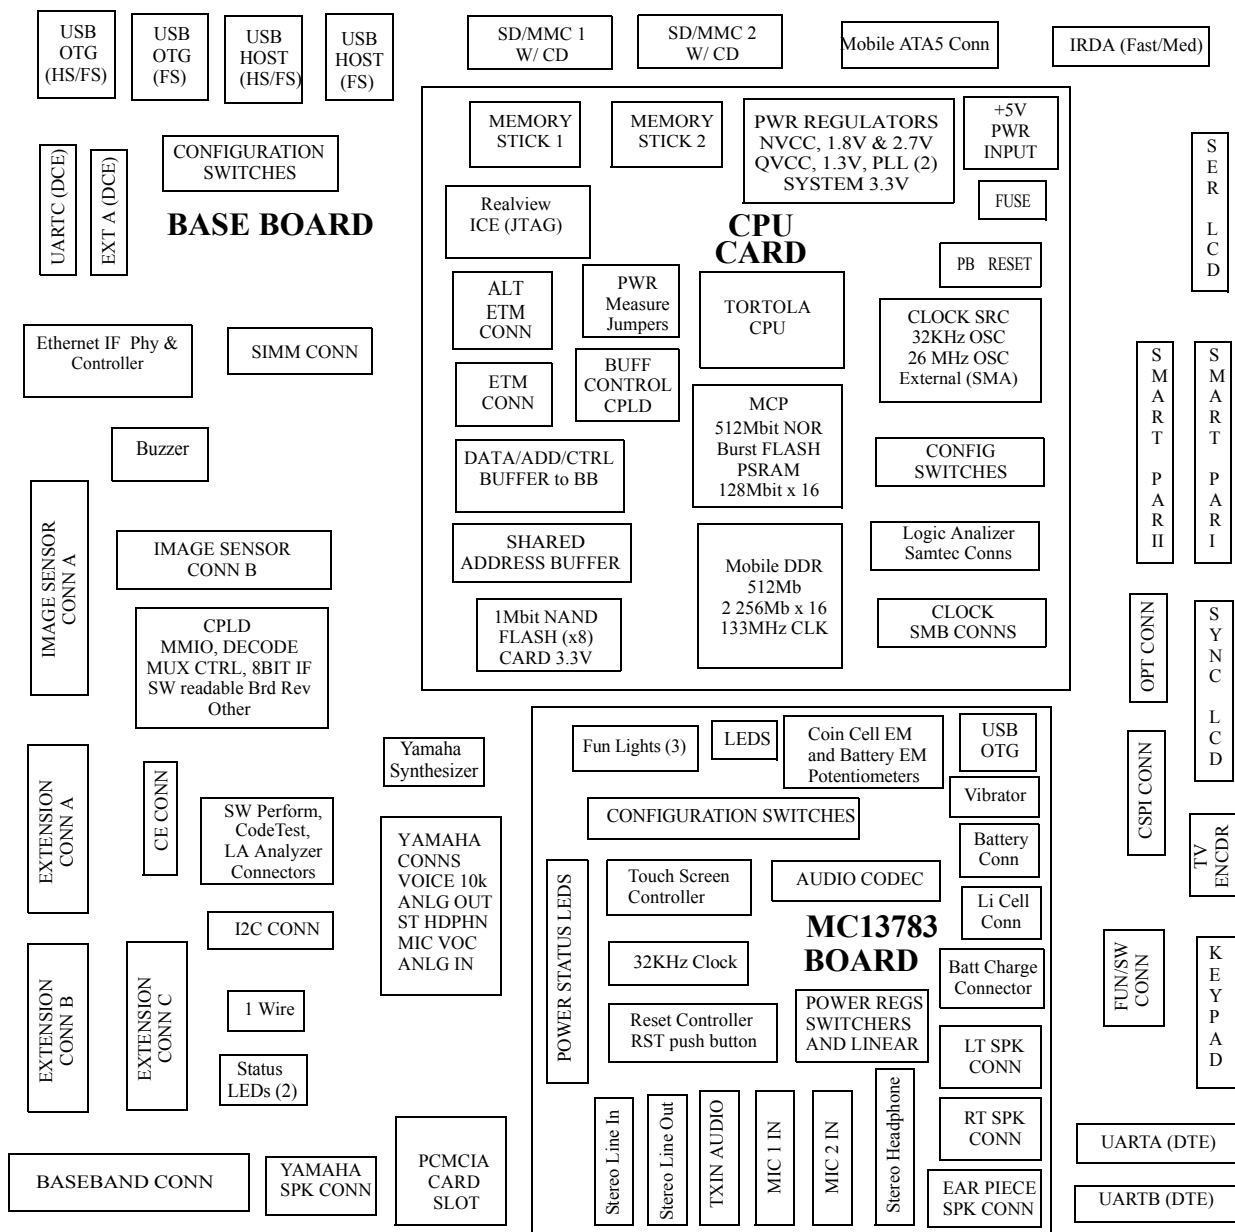 USB
OTG
(HS/FS)
USB
OTG
(FS)
USB
HOST
(HS/FS)
USB
HOST
(FS)
SD/MMC 1
W/ CD
SD/MMC 2
W/ CD
Mobile ATA5 Conn
IRDA (Fast/Med)
UARTC (DCE)
EXT A (DCE)
CONFIGURATION
SWITCHES
BASE BOARD
MEMORY
STICK 1
MEMORY
STICK 2
PWR REGULATORS
NVCC, 1.8V & 2.7V
QVCC, 1.3V, PLL (2)
SYSTEM 3.3V
+5V
PWR
INPUT
FUSE
Realview
ICE (JTAG)
CPU
CARD
PB RESET
SER LCD
ALT
ETM
CONN
PWR
Measure
Jumpers
TORTOLA
CPU
CLOCK SRC
32KHz OSC
26 MHz OSC
External (SMA)
Ethernet IF Phy &
Controller
SIMM CONN
ETM
CONN
BUFF
CONTROL
CPLD
MCP
512Mbit NOR
Burst FLASH
PSRAM
128Mbit x 16
SMART PAR II
SMART PAR I
Buzzer
DATA/ADD/CTRL
BUFFER to BB
CONFIG
SWITCHES
IMAGE SENSOR
CONN A
IMAGE SENSOR
CONN B
SHARED
ADDRESS BUFFER
Mobile DDR
512Mb
2 256Mb x 16
133MHz CLK
Logic Analizer
Samtec Conns
CPLD
MMIO, DECODE
MUX CTRL, 8BIT IF
SW readable Brd Rev
Other
1Mbit NAND
FLASH (x8)
CARD 3.3V
CLOCK
SMB CONNS
OPT CONN
SYNC LCD
Yamaha
Synthesizer
Fun Lights (3)
LEDS
Coin Cell EM
and Battery EM
Potentiometers
USB
OTG
CSPI CONN
EXTENSION
CONN A
CE CONN
SW Perform,
CodeTest,
LA Analyzer
Connectors
YAMAHA
CONNS
VOICE 10k
ANLG OUT
ST HDPHN
MIC VOC
ANLG IN
CONFIGURATION SWITCHES
Vibrator
Battery
Conn
TV
ENCDR
POWER STATUS LEDS
Touch Screen
Controller
AUDIO CODEC
Li Cell
Conn
I2C CONN
MC13783
BOARD
EXTENSION
CONN B
EXTENSION
CONN C
32KHz Clock
Batt Charge
Connector
FUN/SW
CONN
KEYPAD
1 Wire
Reset Controller
RST push button
POWER REGS
SWITCHERS
AND LINEAR
LT SPK
CONN
Status
LEDs (2)
Stereo Line In
Stereo Line Out
TXIN AUDIO
MIC 1 IN
MIC 2 IN
Stereo Headphone
RT SPK
CONN
UARTA (DTE)
BASEBAND CONN
YAMAHA
SPK CONN
PCMCIA
CARD
SLOT
EAR PIECE
SPK CONN
UARTB (DTE)